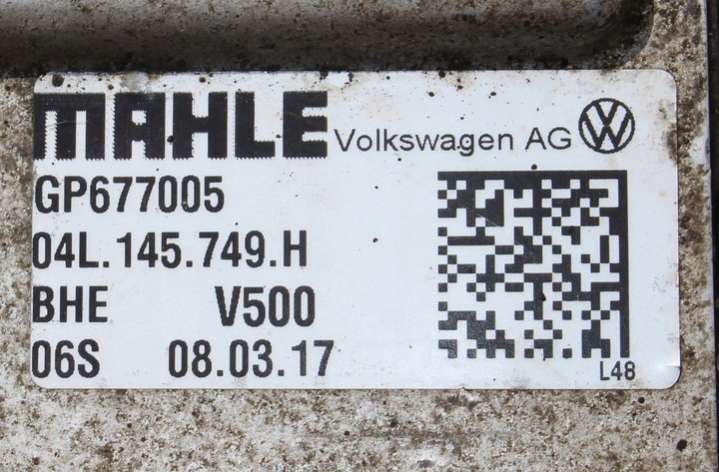 MAHLE Volkswagen AG
GP677005
04L.145.749.H
BHE V500
06S 08.03.17
L48